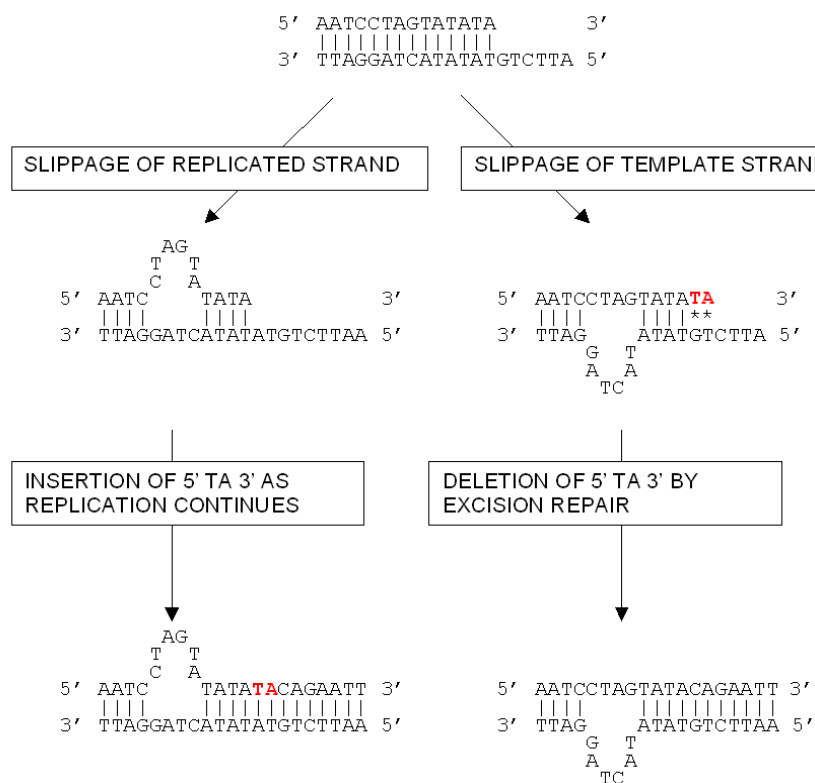 5' AATCCTAGTATATA 3'
3' TTAGGATCATATATGTCTTA 5'
SLIPPAGE OF REPLICATED STRAND
SLIPPAGE OF TEMPLATE STRAND
AG
T T
C A
5' AATC TATA 3'
3' TTAGGATCATATATGTCTTAA 5'
5' AATCCTAGTATATA 3'
**
3' TTAG ATATGTCTTA 5'
G T
A A
TC
INSERTION OF 5' TA 3' AS
REPLICATION CONTINUES
DELETION OF 5' TA 3' BY
EXCISION REPAIR
AG
T T
C A
5' AATC TATATACAGAATT 3'
3' TTAGGATCATATATGTCTTAA 5'
5' AATCCTAGTATACAGAATT 3'
3' TTAG ATATGTCTTAA 5'
G T
A A
TC